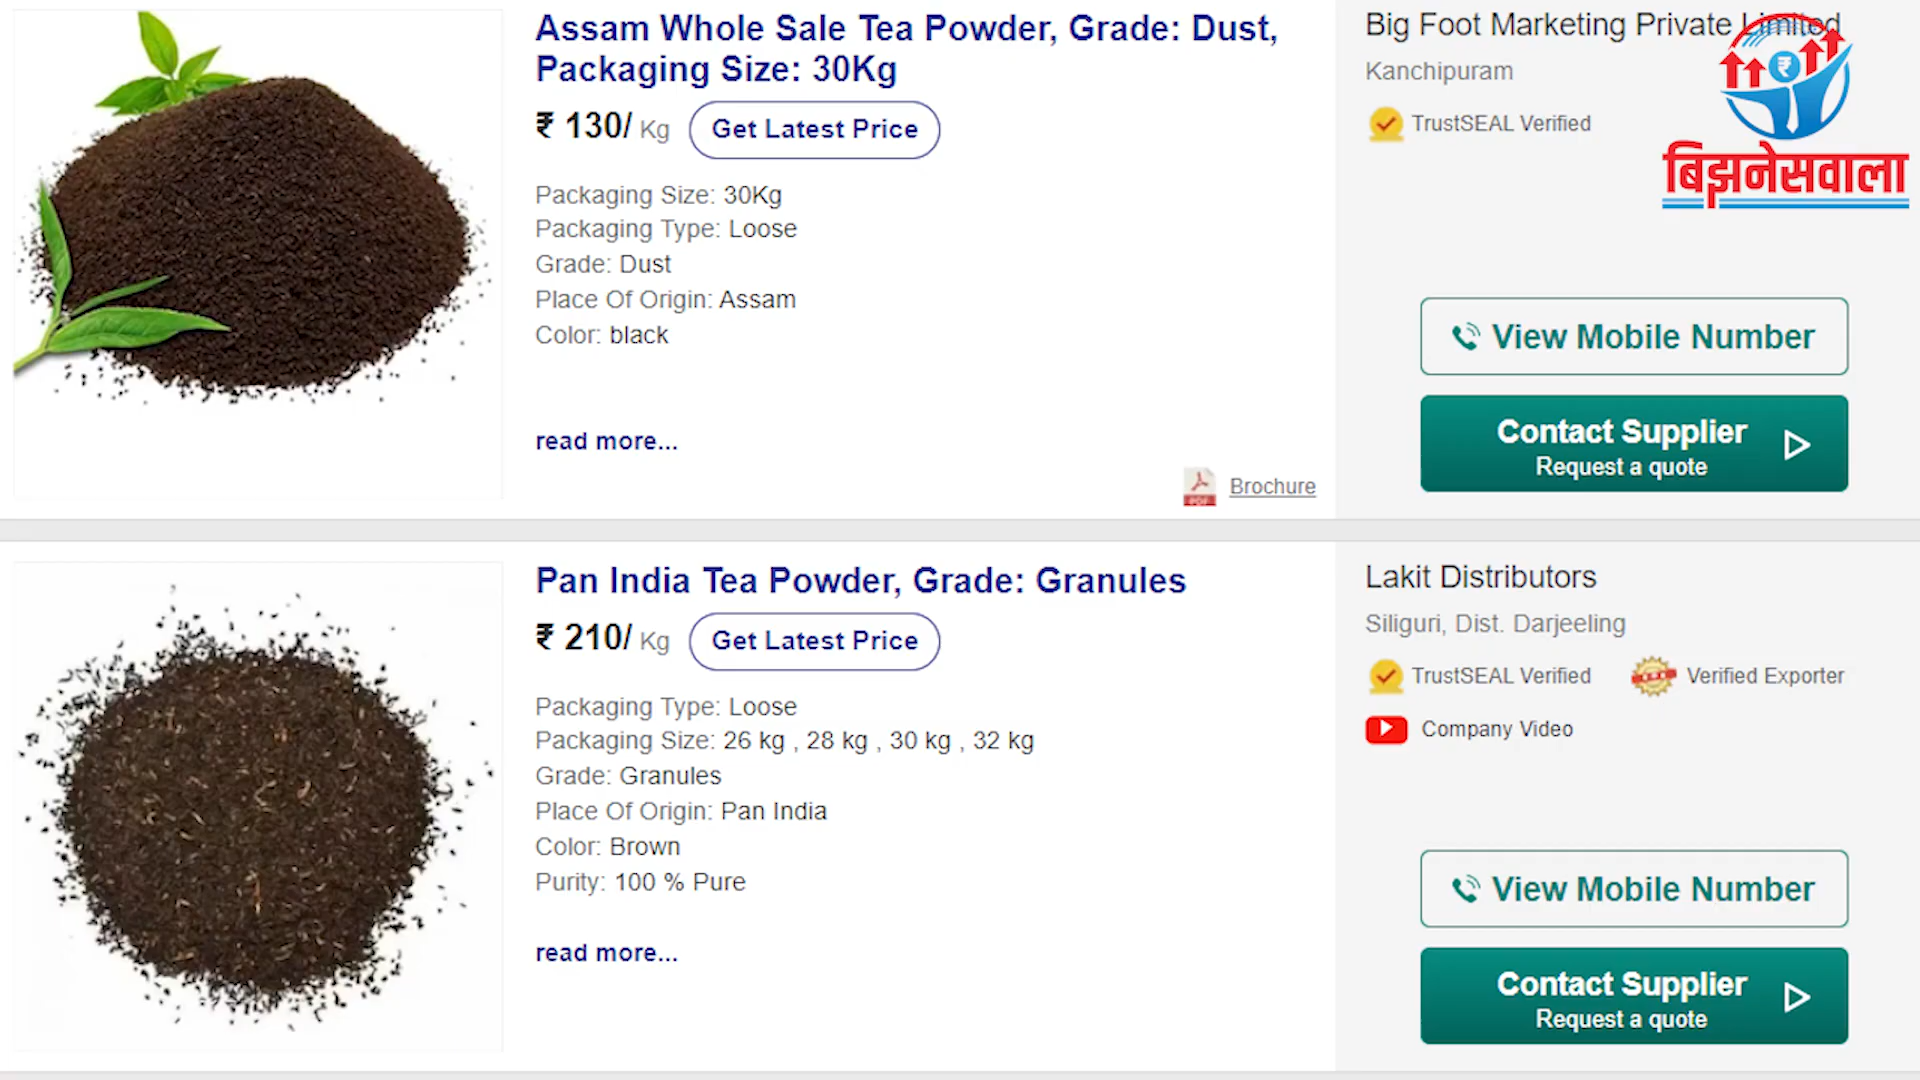 Assam Whole Sale Tea Powder, Grade: Dust,
Packaging Size: 30Kg
₹ 130/ Kg
Get Latest Price
Packaging Size: 30Kg
Packaging Type: Loose
Grade: Dust
Place Of Origin: Assam
Color: black
read more...
PDF
Brochure
Big Foot Marketing Private Limited
Kanchipuram
TrustSEAL Verified
₹
बिझनेसवाला
View Mobile Number
Contact Supplier
Request a quote
Pan India Tea Powder, Grade: Granules
₹ 210/ Kg
Get Latest Price
Packaging Type: Loose
Packaging Size: 26 kg , 28 kg , 30 kg , 32 kg
Grade: Granules
Place Of Origin: Pan India
Color: Brown
Purity: 100 % Pure
read more...
Lakit Distributors
Siliguri, Dist. Darjeeling
TrustSEAL Verified
Verified Exporter
Company Video
View Mobile Number
Contact Supplier
Request a quote